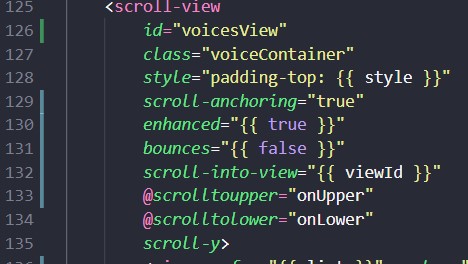 125 <scroll-view
126 id="voicesView"
127 class="voiceContainer"
128 style="padding-top: {{ style }}"
129 scroll-anchoring="true"
130 enhanced="{{ true }}"
131 bounces="{{ false }}"
132 scroll-into-view="{{ viewId }}"
133 @scrolltoupper="onUpper"
134 @scrolltolower="onLower"
135 scroll-y>